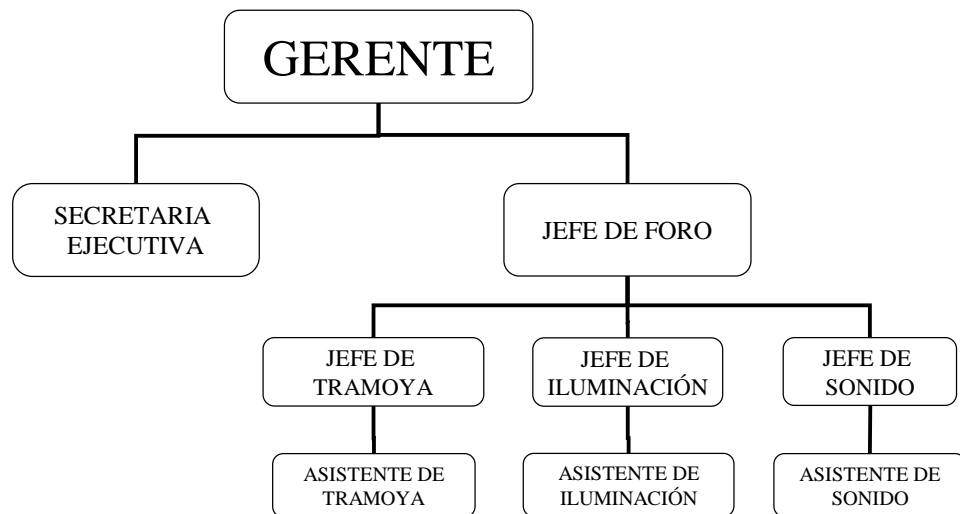 GERENTE
SECRETARIA
EJECUTIVA
JEFE DE FORO
JEFE DE
TRAMOYA
JEFE DE
ILUMINACIÓN
JEFE DE
SONIDO
ASISTENTE DE
TRAMOYA
ASISTENTE DE
ILUMINACIÓN
ASISTENTE DE
SONIDO